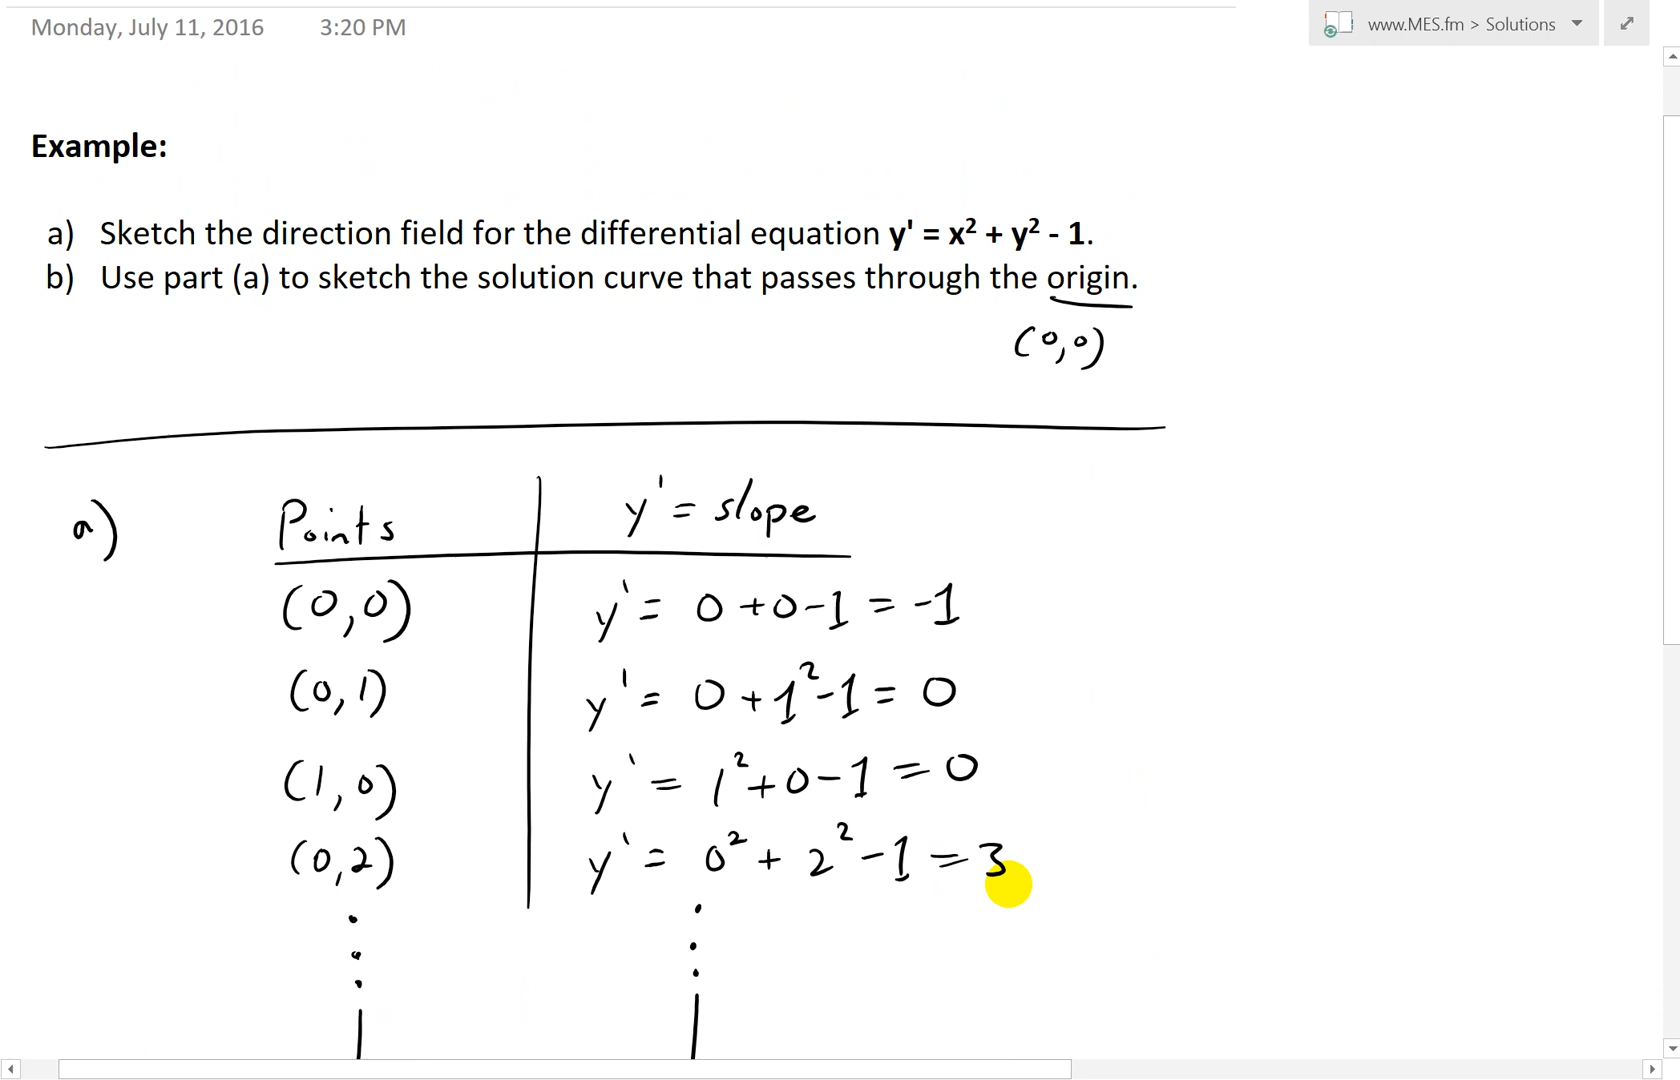 Monday, July 11, 2016 3:20 PM
www.MES.fm > Solutions
Example:
a) Sketch the direction field for the differential equation y' = x² + y² - 1.
b) Use part (a) to sketch the solution curve that passes through the origin.
(0,0)
a) Points y' = slope
(0,0) y' = 0 + 0 - 1 = -1
(0,1) y' = 0 + 1² - 1 = 0
(1,0) y' = 1² + 0 - 1 = 0
(0,2) y' = 0² + 2² - 1 = 3